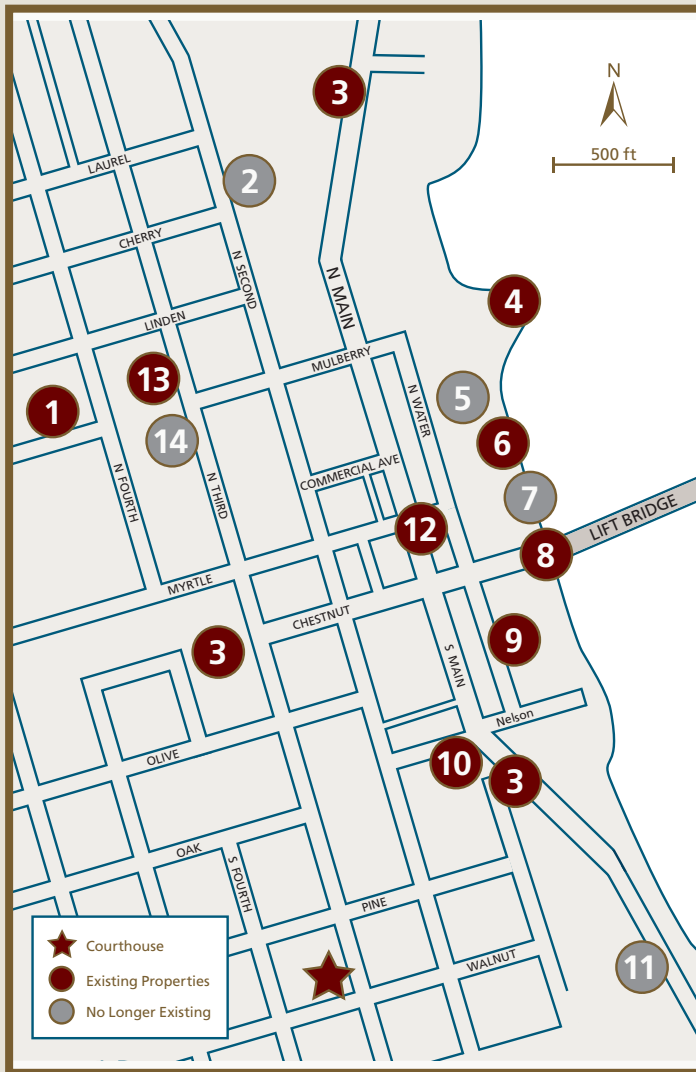 3
N
500 ft
LAUREL
2
CHERRY
N SECOND
N MAIN
4
LINDEN
MULBERRY
13
1
5
N WATER
14
6
COMMERCIAL AVE
N FOURTH
N THIRD
7
LIFT BRIDGE
12
8
MYRTLE
CHESTNUT
9
3
S MAIN
Nelson
OLIVE
10
3
OAK
S FOURTH
PINE
WALNUT
11
Courthouse
Existing Properties
No Longer Existing